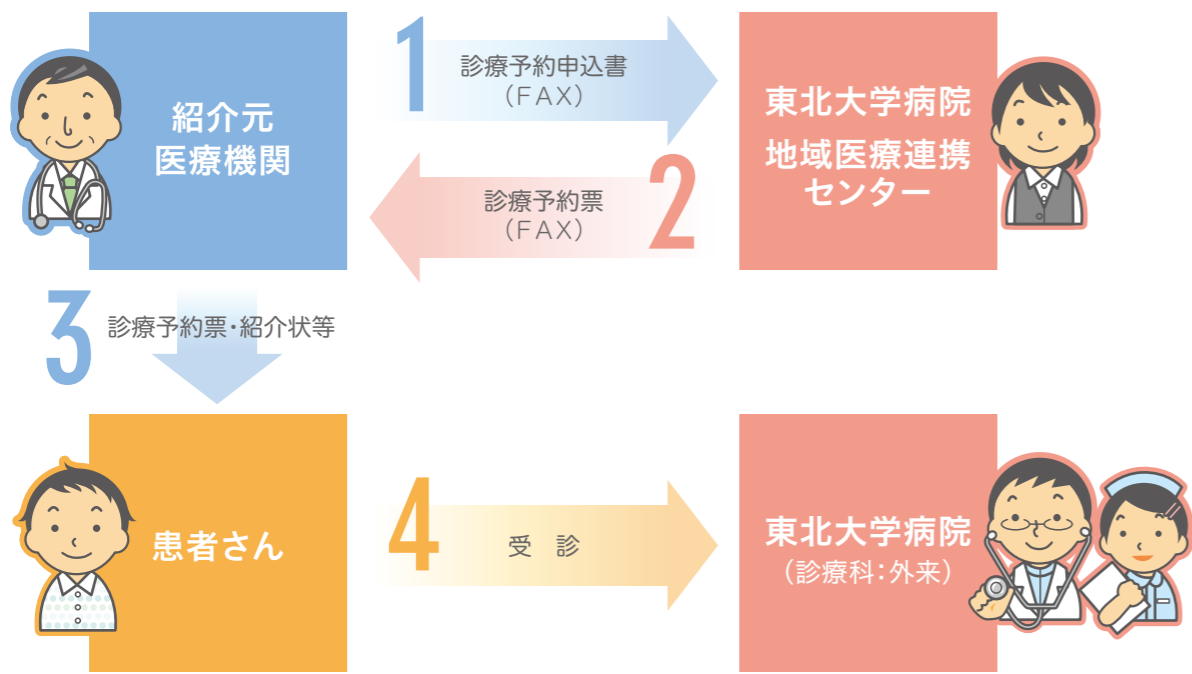 紹介元
医療機関
1
診療予約申込書
（FAX）
東北大学病院
地域医療連携
センター
2
診療予約票
（FAX）
3
診療予約票・紹介状等
患者さん
4
受　診
東北大学病院
（診療科：外来）